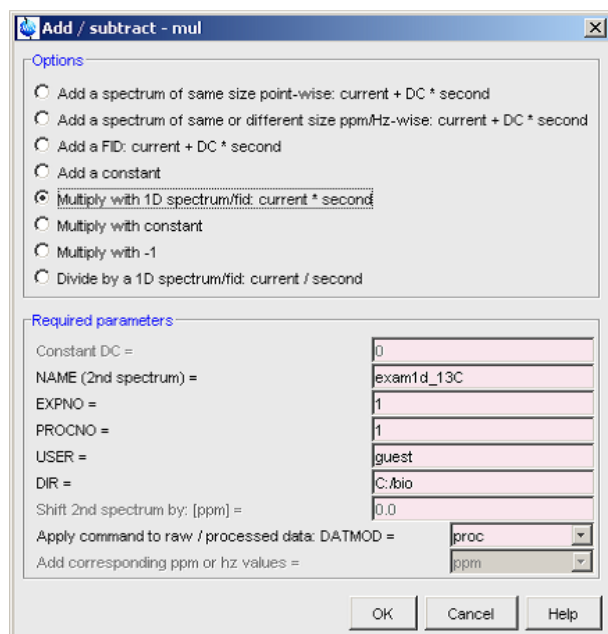 Add / subtract - mul
Options
Add a spectrum of same size point-wise: current + DC * second
Add a spectrum of same or different size ppm/Hz-wise: current + DC * second
Add a FID: current + DC * second
Add a constant
Multiply with 1D spectrum/fid: current * second
Multiply with constant
Multiply with -1
Divide by a 1D spectrum/fid: current / second
Required parameters
Constant DC = 0
NAME (2nd spectrum) = exam1d_13C
EXPNO = 1
PROCNO = 1
USER = guest
DIR = C:/bio
Shift 2nd spectrum by: [ppm] = 0.0
Apply command to raw / processed data: DATMOD = proc
Add corresponding ppm or hz values = ppm
OK Cancel Help